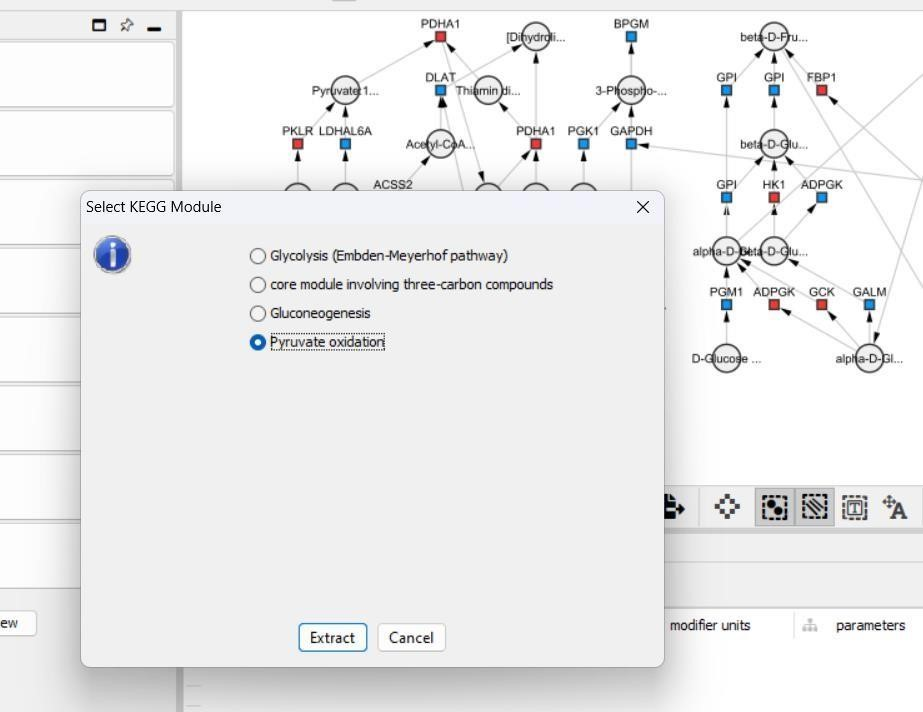 PDHA1
BPGM
[Dihydroli...
beta-D-Fru...
DLAT
GPI
GPI
FBP1
Pyruvate:1...
Thiamin di...
3-Phospho-...
PKLR
LDHAL6A
PDHA1
PGK1
GAPDH
Acetyl-CoA...
beta-D-Glu...
ACSS2
GPI
HK1
ADPGK
Select KEGG Module
Glycolysis (Embden-Meyerhof pathway)
core module involving three-carbon compounds
Gluconeogenesis
Pyruvate oxidation
PGM1
ADPGK
GCK
GALM
D-Glucose ...
alpha-D-Gl...
T
A
ew
Extract
Cancel
modifier units
parameters